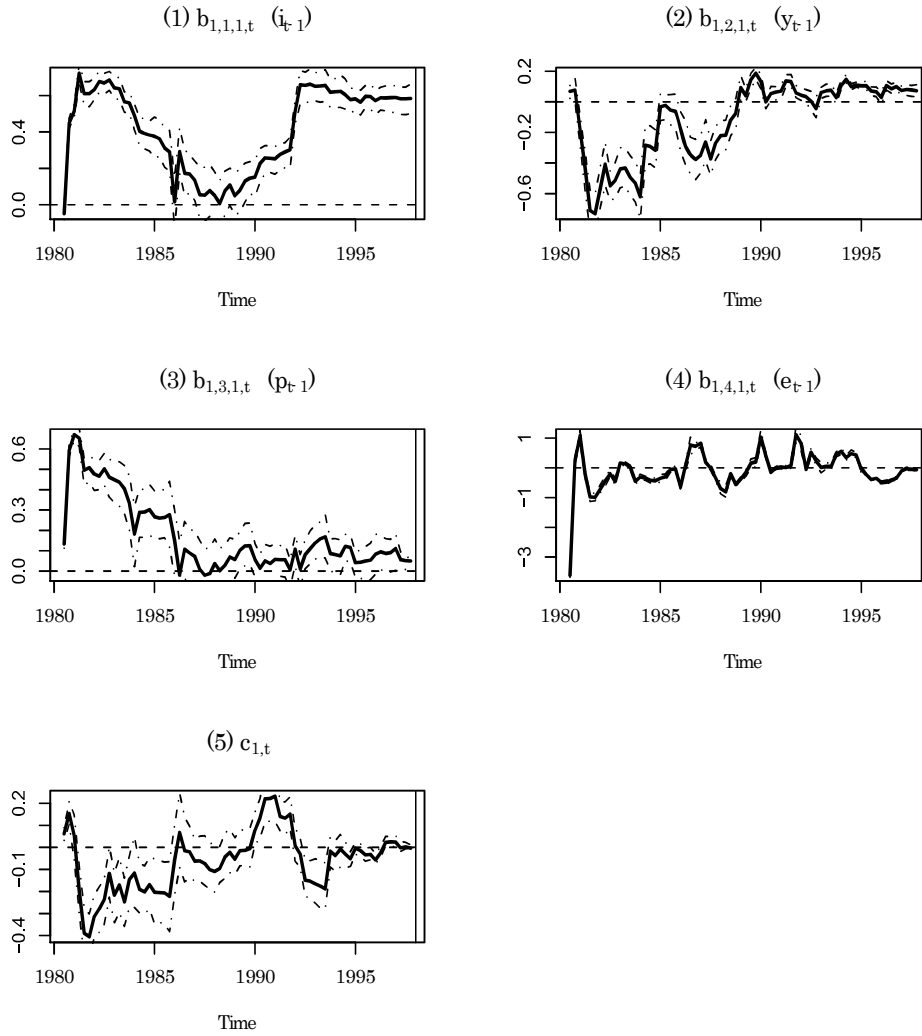 (1) b1,1,1,t (it-1)
0.4
0.0
1980 1985 1990 1995
Time
(2) b1,2,1,t (yt-1)
0.2
−0.2
−0.6
1980 1985 1990 1995
Time
(3) b1,3,1,t (pt-1)
0.6
0.3
0.0
1980 1985 1990 1995
Time
(4) b1,4,1,t (et-1)
1
−1
−3
1980 1985 1990 1995
Time
(5) c1,t
0.2
−0.1
−0.4
1980 1985 1990 1995
Time